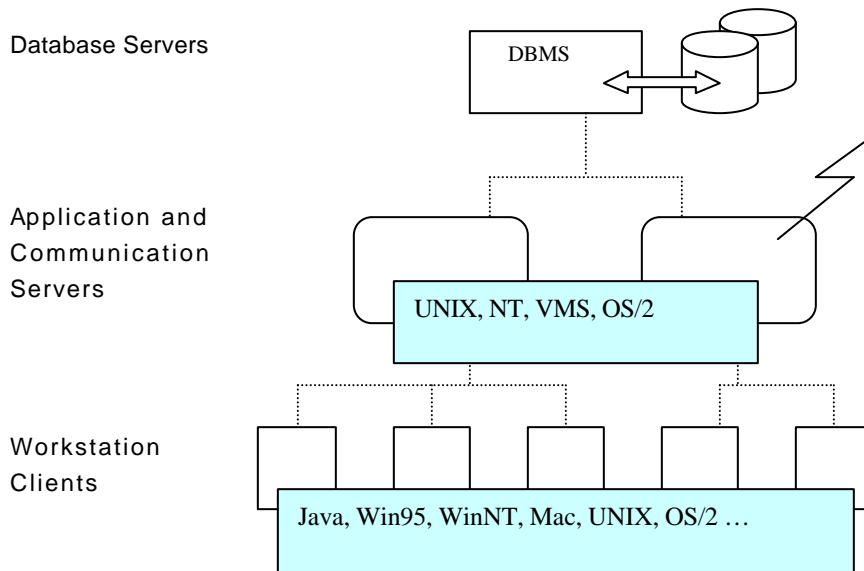 Database Servers
DBMS
Application and
Communication
Servers
UNIX, NT, VMS, OS/2
Workstation
Clients
Java, Win95, WinNT, Mac, UNIX, OS/2 …